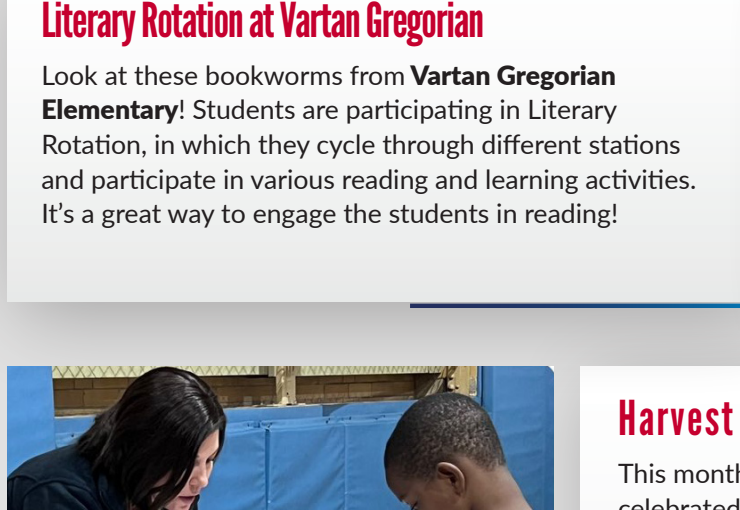 Literary Rotation at Vartan Gregorian
Look at these bookworms from Vartan Gregorian
Elementary! Students are participating in Literary
Rotation, in which they cycle through different stations
and participate in various reading and learning activities.
It’s a great way to engage the students in reading!
Harvest
This month
celebrated